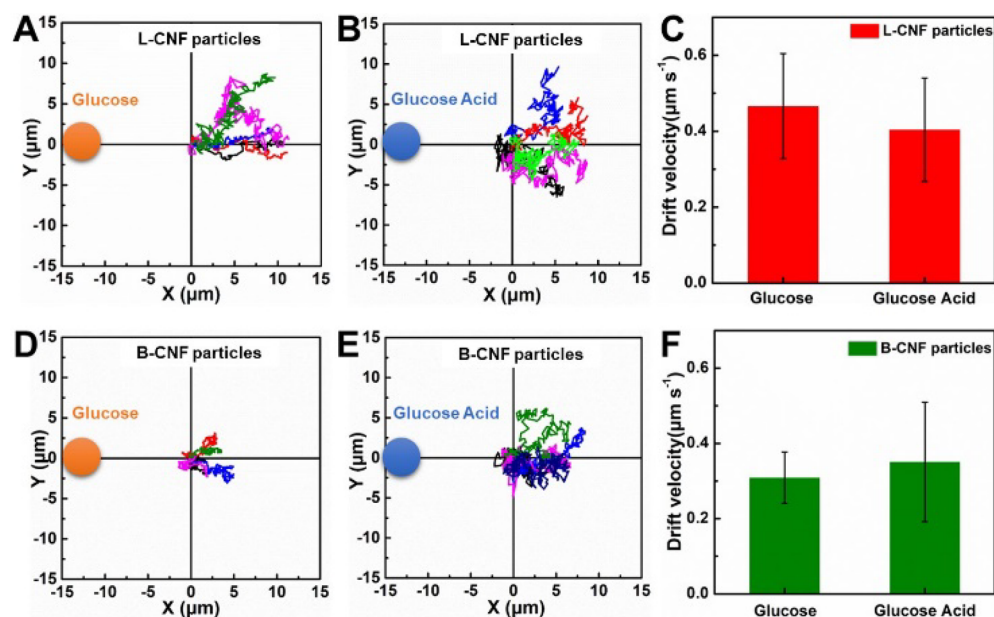 A
L-CNF particles
Glucose
Y (µm)
15
10
5
0
-5
-10
-15
-15 -10 -5 0 5 10 15
X (µm)
B
L-CNF particles
Glucose Acid
Y (µm)
15
10
5
0
-5
-10
-15
-15 -10 -5 0 5 10 15
X (µm)
C
L-CNF particles
Drift velocity(µm s⁻¹)
0.6
0.4
0.2
0.0
Glucose Glucose Acid
D
B-CNF particles
Glucose
Y (µm)
15
10
5
0
-5
-10
-15
-15 -10 -5 0 5 10 15
X (µm)
E
B-CNF particles
Glucose Acid
Y (µm)
15
10
5
0
-5
-10
-15
-15 -10 -5 0 5 10 15
X (µm)
F
B-CNF particles
Drift velocity(µm s⁻¹)
0.6
0.4
0.2
0.0
Glucose Glucose Acid